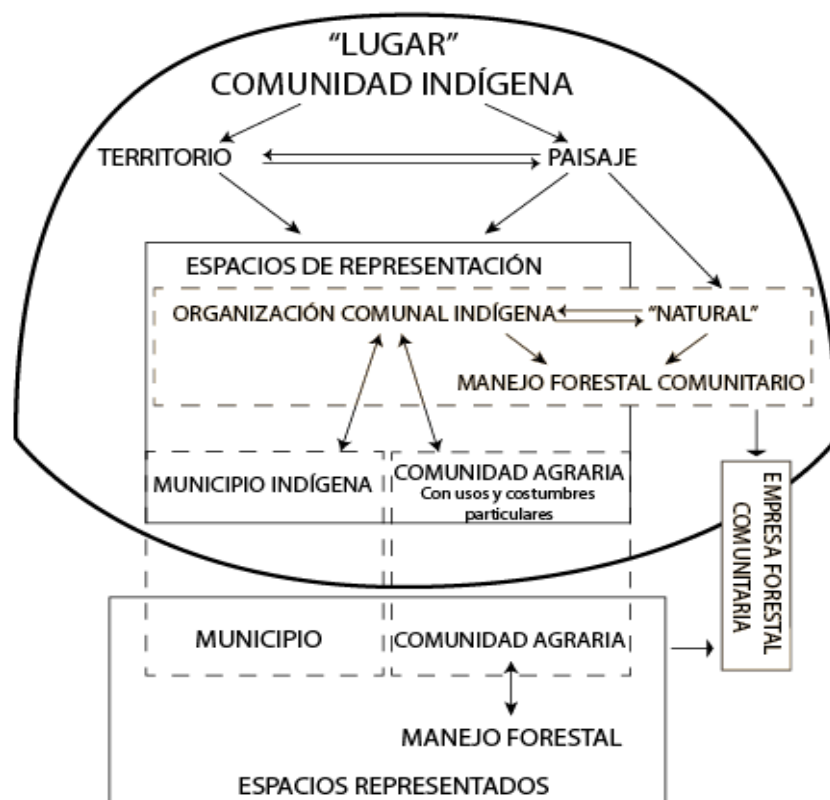 “LUGAR”
COMUNIDAD INDÍGENA
TERRITORIO
PAISAJE
ESPACIOS DE REPRESENTACIÓN
ORGANIZACIÓN COMUNAL INDÍGENA
“NATURAL”
MANEJO FORESTAL COMUNITARIO
MUNICIPIO INDÍGENA
COMUNIDAD AGRARIA
Con usos y costumbres
particulares
EMPRESA FORESTAL
COMUNITARIA
MUNICIPIO
COMUNIDAD AGRARIA
MANEJO FORESTAL
ESPACIOS REPRESENTADOS